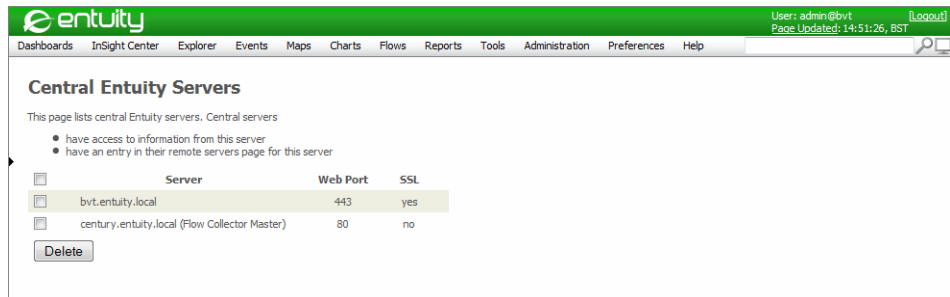 entuity
User: admin@bvt [Logout]
Page Updated: 14:51:26, BST
Dashboards InSight Center Explorer Events Maps Charts Flows Reports Tools Administration Preferences Help
Central Entuity Servers
This page lists central Entuity servers. Central servers
have access to information from this server
have an entry in their remote servers page for this server
Server Web Port SSL
bvt.entuity.local 443 yes
century.entuity.local (Flow Collector Master) 80 no
Delete